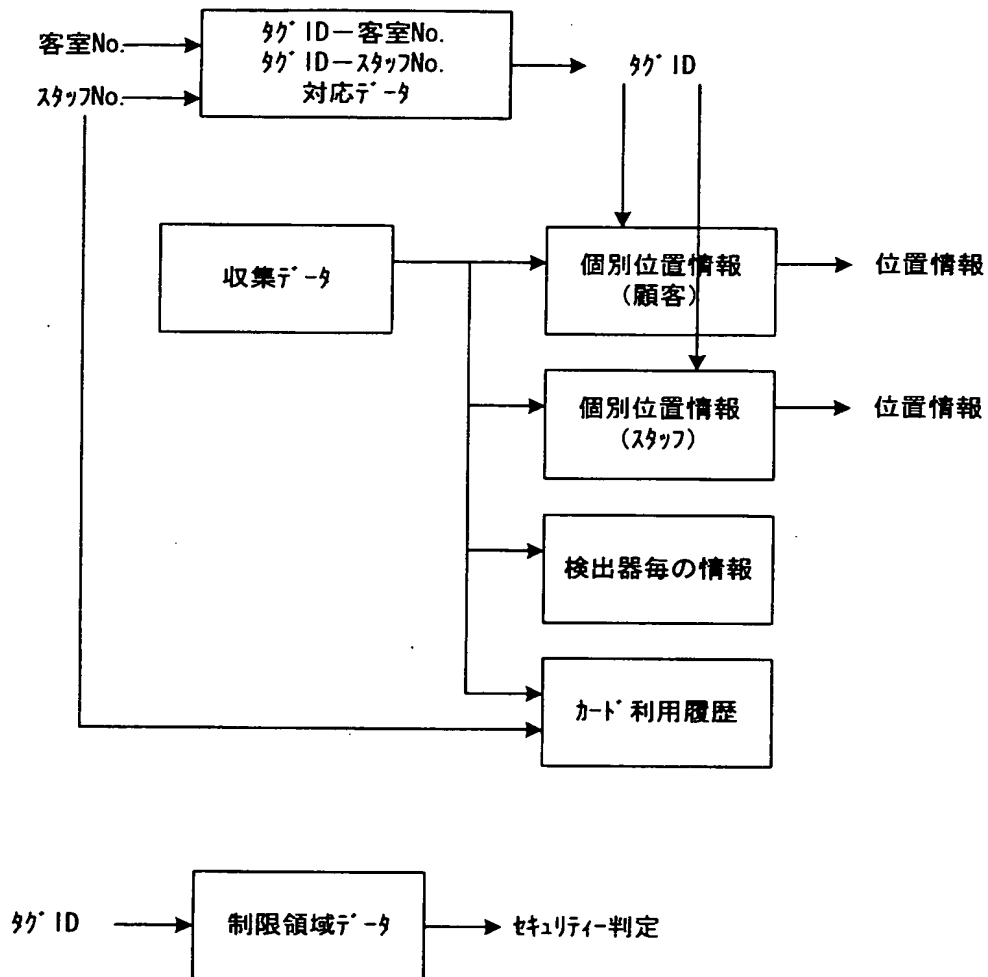 客室No.
ｽﾀｯﾌNo.
ﾀｸﾞID－客室No.
ﾀｸﾞID－ｽﾀｯﾌNo.
対応ﾃﾞｰﾀ
ﾀｸﾞID
収集ﾃﾞｰﾀ
個別位置情報
(顧客)
位置情報
個別位置情報
(ｽﾀｯﾌ)
位置情報
検出器毎の情報
ｶｰﾄﾞ利用履歴
ﾀｸﾞID
制限領域ﾃﾞｰﾀ
ｾｷｭﾘﾃｨｰ判定